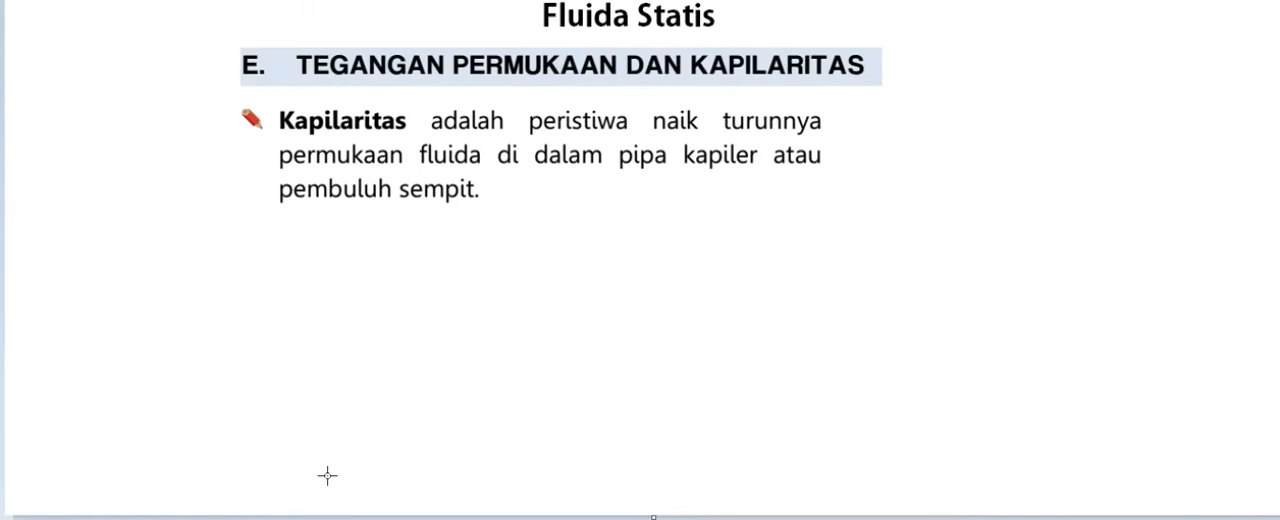 Fluida Statis
E. TEGANGAN PERMUKAAN DAN KAPILARITAS
Kapilaritas adalah peristiwa naik turunnya
permukaan fluida di dalam pipa kapiler atau
pembuluh sempit.